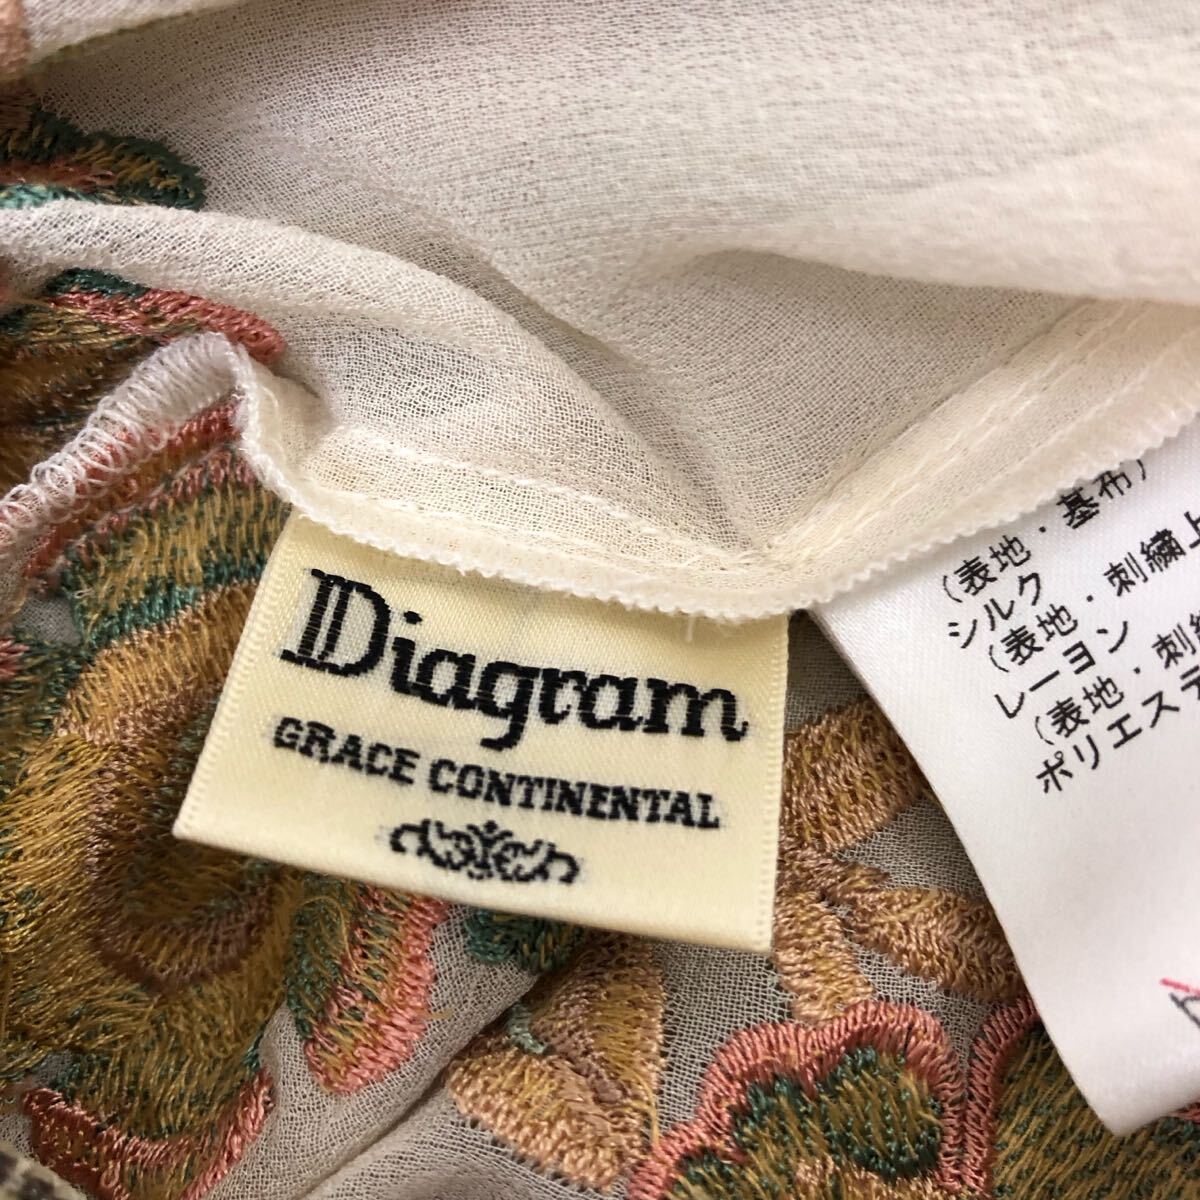 Diagram
GRACE CONTINENTAL
(表地・基布)
シルク
(表地・刺繍上
レーヨン
(表地・刺繍
ポリエステ